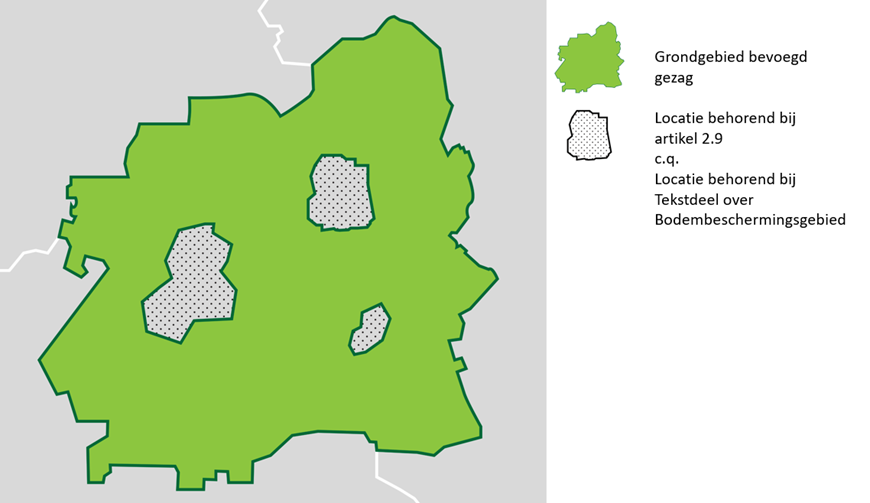 Grondgebied bevoegd
gezag
Locatie behorend bij
artikel 2.9
c.q.
Locatie behorend bij
Tekstdeel over
Bodembeschermingsgebied